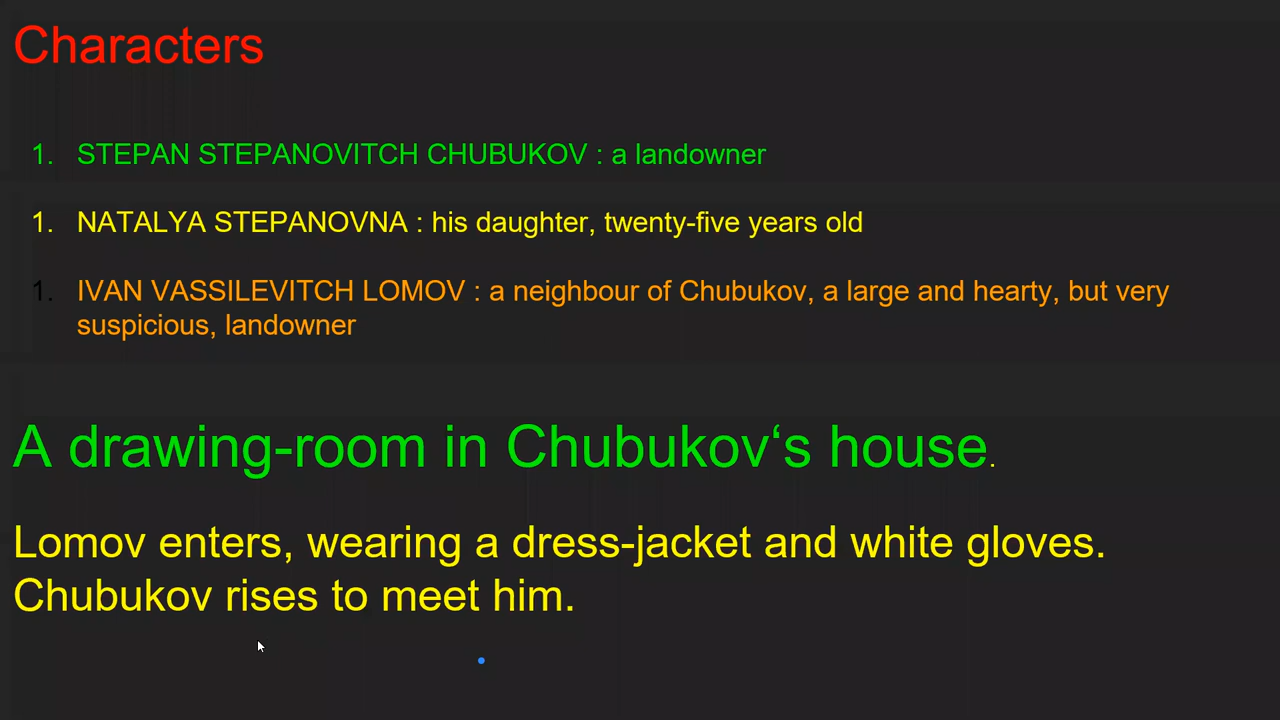 Characters
1. STEPAN STEPANOVITCH CHUBUKOV : a landowner
1. NATALYA STEPANOVNA : his daughter, twenty-five years old
1. IVAN VASSILEVITCH LOMOV : a neighbour of Chubukov, a large and hearty, but very
suspicious, landowner
A drawing-room in Chubukov‘s house.
Lomov enters, wearing a dress-jacket and white gloves.
Chubukov rises to meet him.